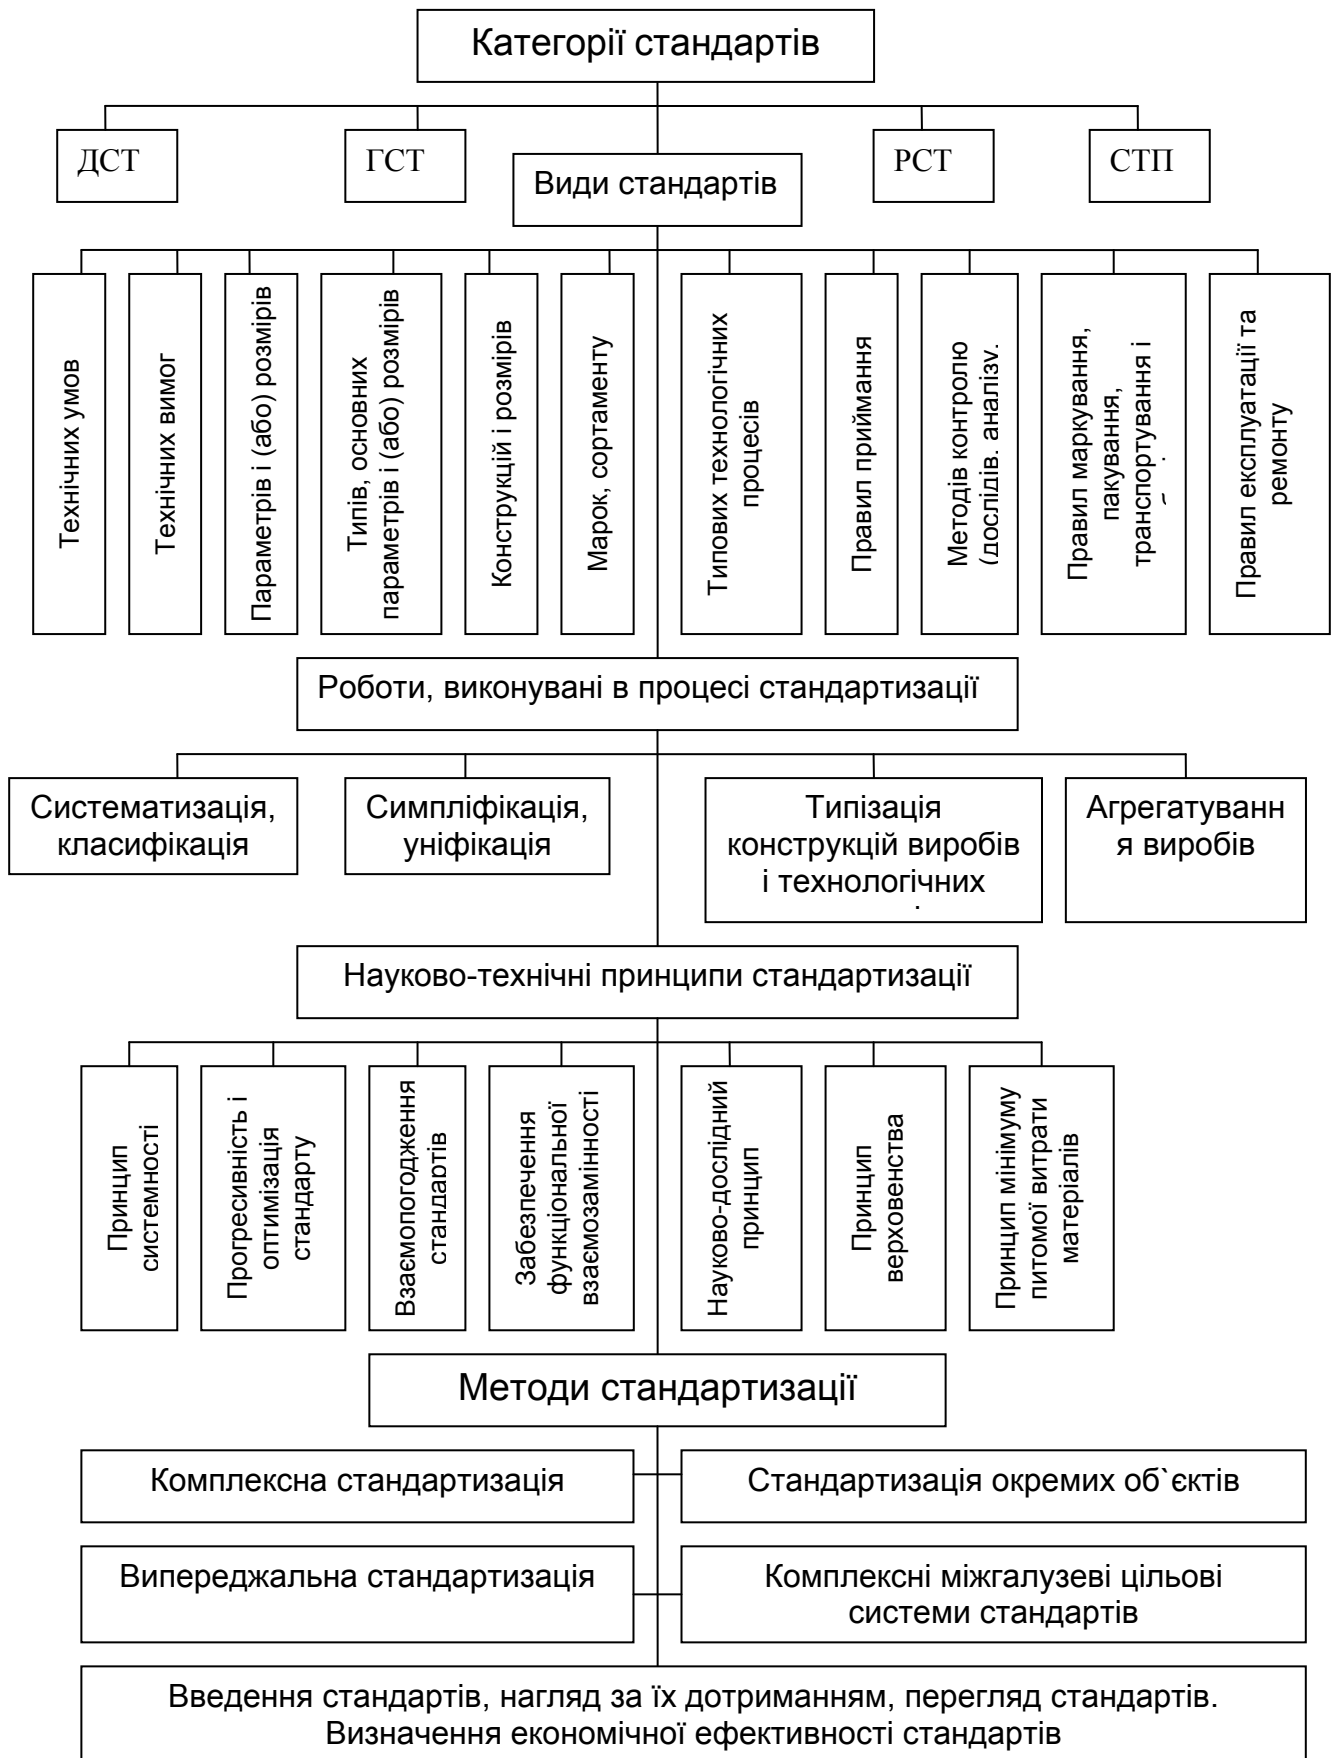 Категорії стандартів
ДСТ
ГСТ
РСТ
СТП
Види стандартів
Технічних умов
Технічних вимог
Параметрів і (або) розмірів
Типів, основних
параметрів і (або) розмірів
Конструкцій і розмірів
Марок, сортаменту
Типових технологічних
процесів
Правил приймання
Методів контролю
(дослідів. аналізу.
Правил маркування,
пакування,
транспортування і
Правил експлуатації та
ремонту
Роботи, виконувані в процесі стандартизації
Систематизація,
класифікація
Симпліфікація,
уніфікація
Типізація
конструкцій виробів
і технологічних
Агрегатуванн
я виробів
Науково-технічні принципи стандартизації
Принцип
системності
Прогресивність і
оптимізація
стандарту
Взаємопогодження
стандартів
Забезпечення
функціональної
взаємозамінності
Науково-дослідний
принцип
Принцип
верховенства
Принцип мінімуму
питомої витрати
матеріалів
Методи стандартизації
Комплексна стандартизація
Стандартизація окремих об`єктів
Випереджальна стандартизація
Комплексні міжгалузеві цільові
системи стандартів
Введення стандартів, нагляд за їх дотриманням, перегляд стандартів.
Визначення економічної ефективності стандартів